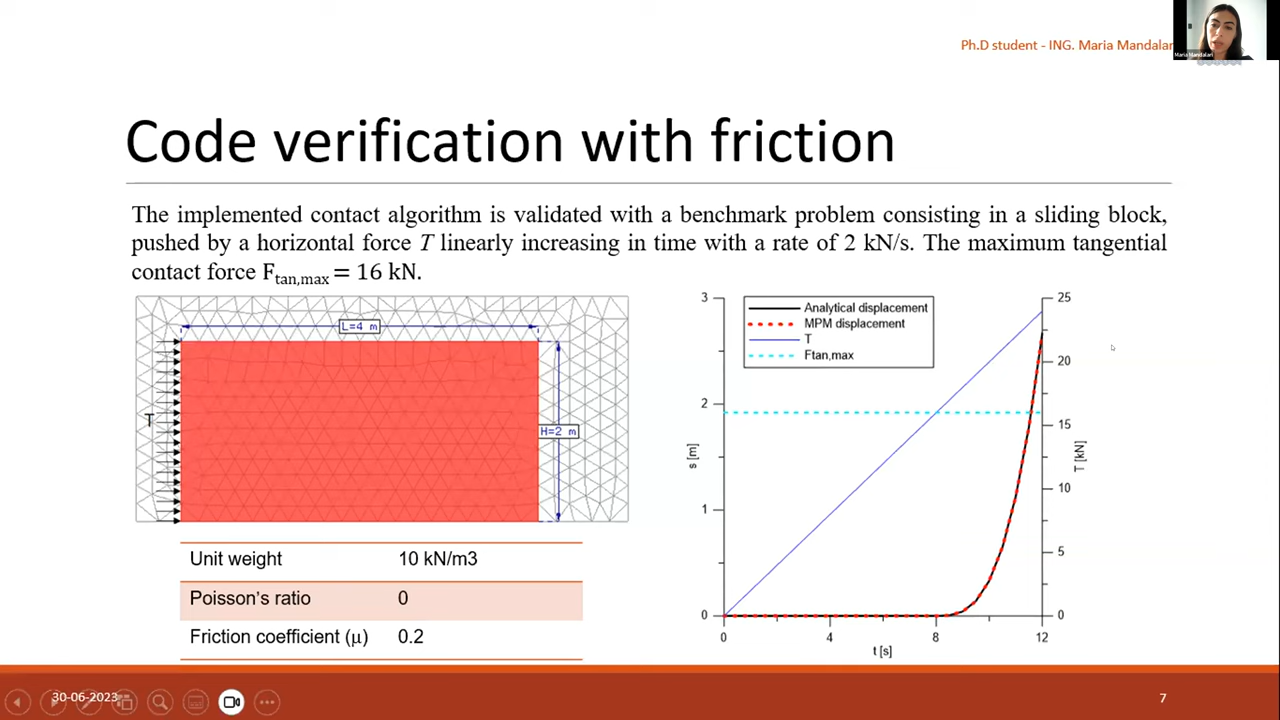 Ph.D student - ING. Maria Mandalar
Maria Mandalari
Code verification with friction
The implemented contact algorithm is validated with a benchmark problem consisting in a sliding block,
pushed by a horizontal force T linearly increasing in time with a rate of 2 kN/s. The maximum tangential
contact force Ftan,max = 16 kN.
L=4 m
T
H=2 m
Unit weight 10 kN/m3
Poisson's ratio 0
Friction coefficient (μ) 0.2
Analytical displacement
MPM displacement
T
Ftan,max
3
2
1
0
s [m]
25
20
15
10
5
0
T [kN]
0 4 8 12
t [s]
30-06-2023
7